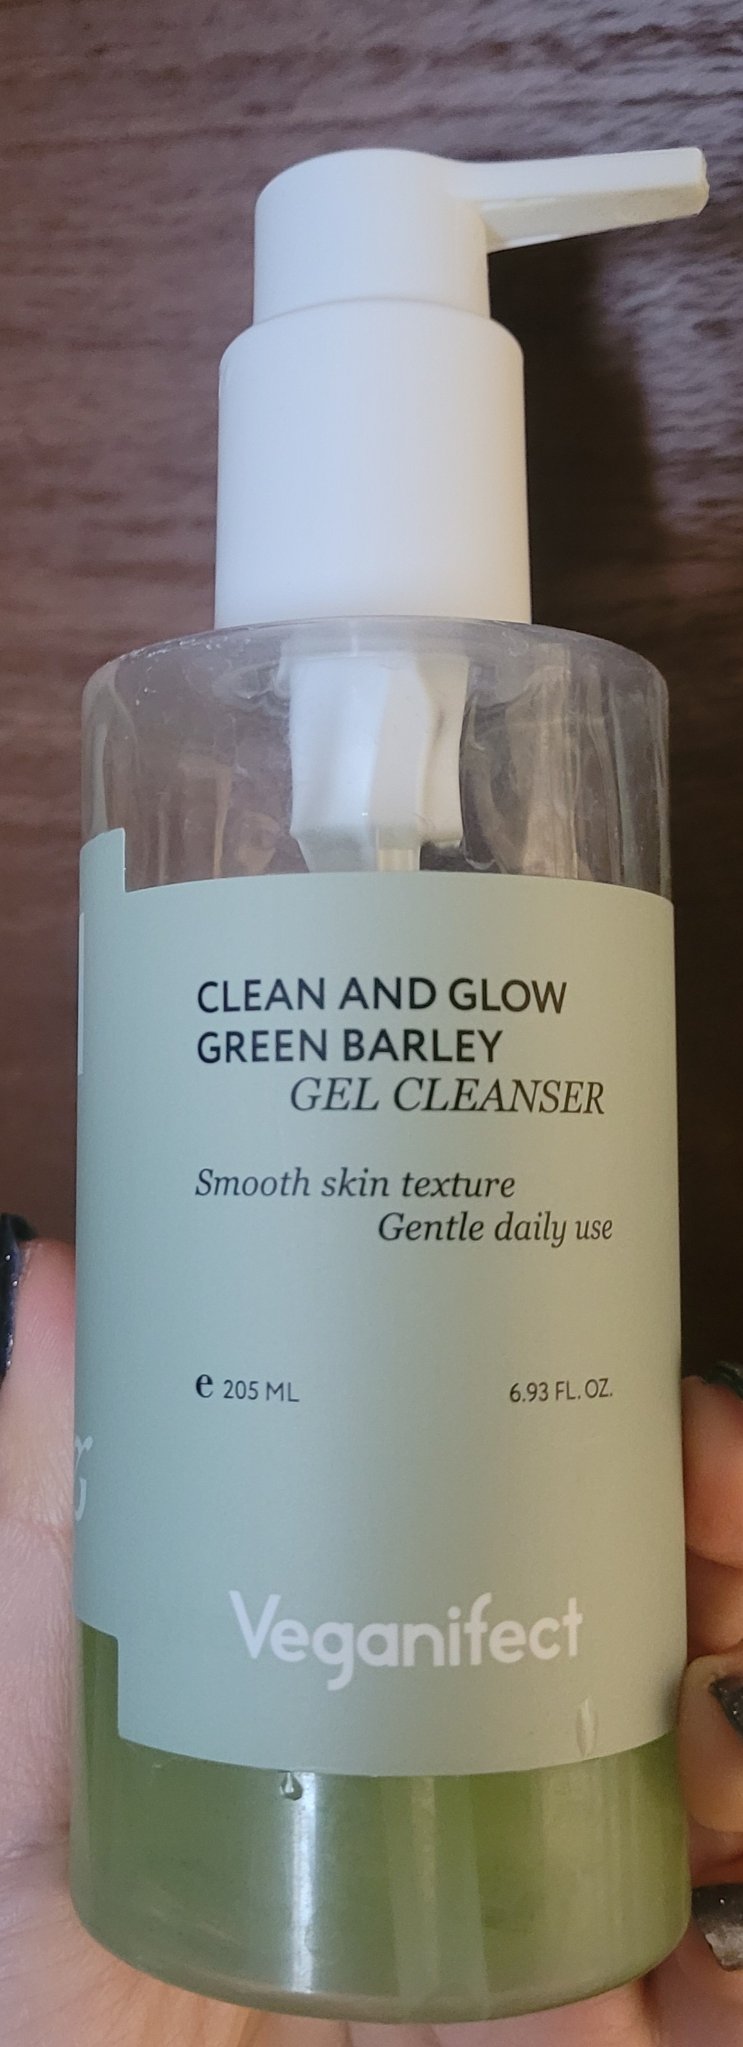 CLEAN AND GLOW
GREEN BARLEY
GEL CLEANSER
Smooth skin texture
Gentle daily use
℮ 205 ML 6.93 FL. OZ.
Veganifect